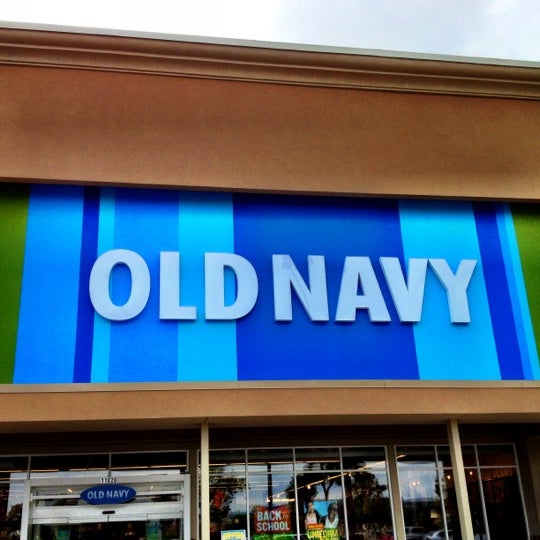 OLD NAVY
OLD NAVY
BACK TO
SCHOOL
UNIFORM